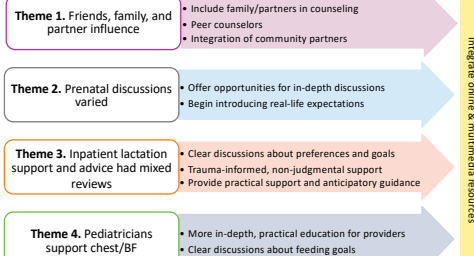 Theme 1. Friends, family, and
partner influence
• Include family/partners in counseling
• Peer counselors
• Integration of community partners
Theme 2. Prenatal discussions
varied
• Offer opportunities for in-depth discussions
• Begin introducing real-life expectations
Theme 3. Inpatient lactation
support and advice had mixed
reviews
• Clear discussions about preferences and goals
• Trauma-informed, non-judgmental support
• Provide practical support and anticipatory guidance
Theme 4. Pediatricians
support chest/BF
• More in-depth, practical education for providers
• Clear discussions about feeding goals
Integrate online & multimedia resources